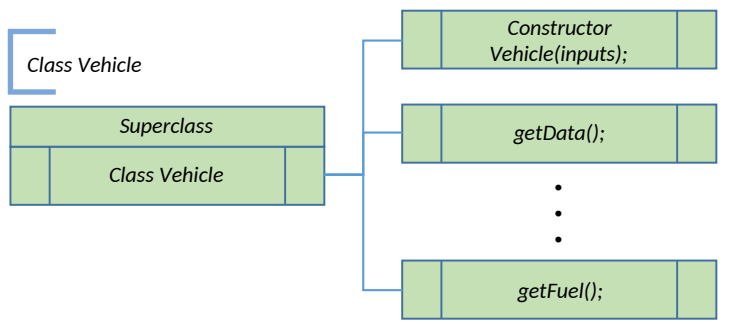 Class Vehicle
Superclass
Class Vehicle
Constructor
Vehicle(inputs);
getData();
getFuel();